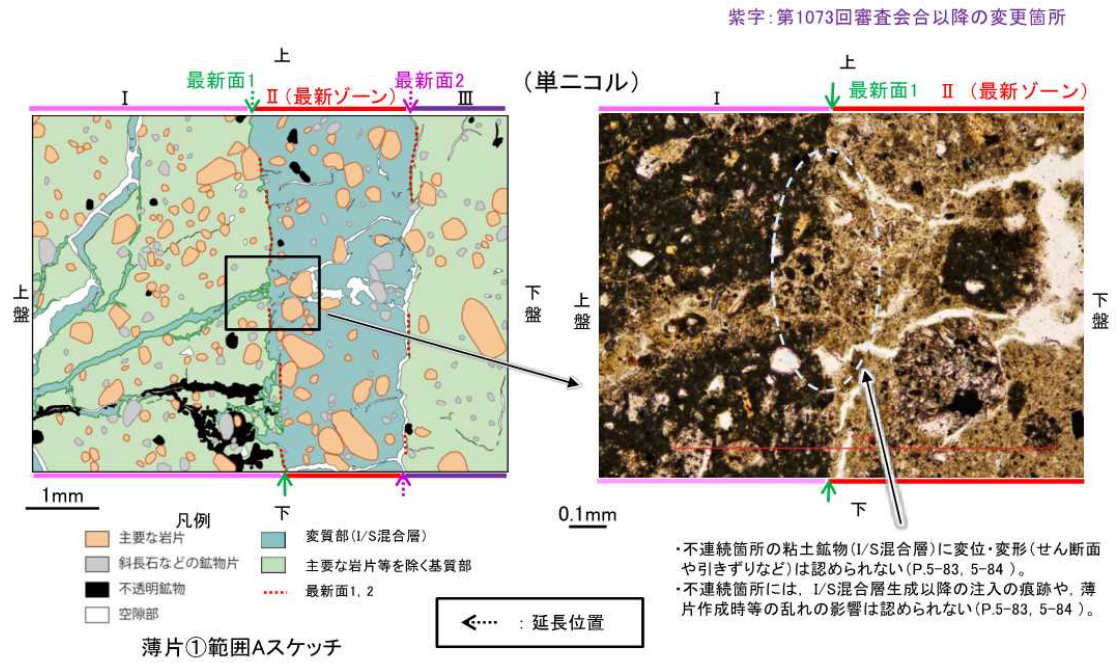 紫字：第1073回審査会合以降の変更箇所
上
最新面1
最新面2
Ⅰ
Ⅱ（最新ゾーン）
Ⅲ
上盤
下盤
1mm
下
凡例
主要な岩片
斜長石などの鉱物片
不透明鉱物
空隙部
変質部（I/S混合層）
主要な岩片等を除く基質部
最新面1, 2
薄片①範囲Aスケッチ
：延長位置
（単ニコル）
上
最新面1
Ⅰ
Ⅱ （最新ゾーン）
上盤
下盤
下
0.1mm
・不連続箇所の粘土鉱物（I/S混合層）に変位・変形（せん断面
や引きずりなど）は認められない（P.5-83, 5-84 ）。
・不連続箇所には，I/S混合層生成以降の注入の痕跡や，薄
片作成時等の乱れの影響は認められない（P.5-83, 5-84 ）。